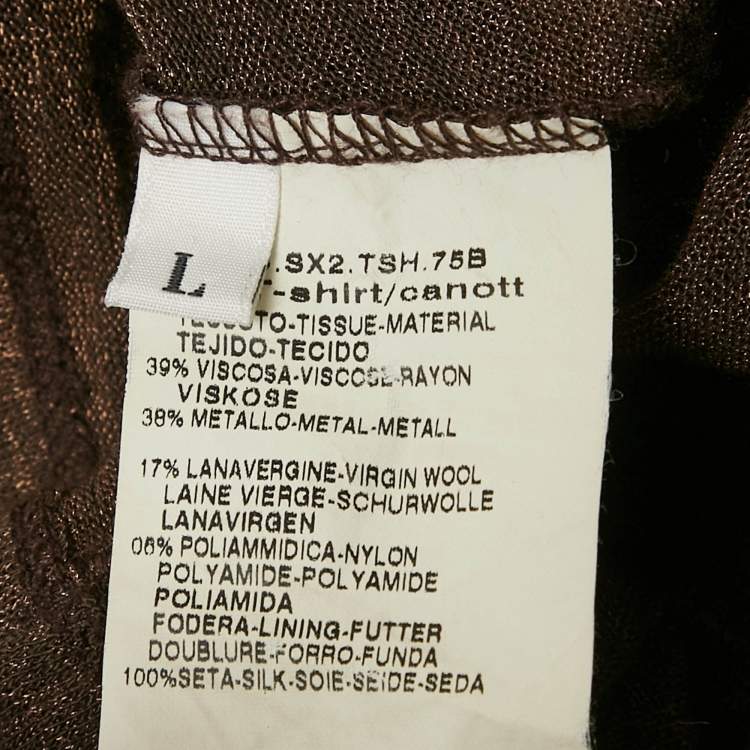 L
.SX2.TSH.75B
-shirt/canott
-TISSUE-MATERIAL
TEJIDO-TECIDO
39% VISCOSA-VISCOSE-RAYON
VISKOSE
38% METALLO-METAL-METALL
17% LANAVERGINE-VIRGIN WOOL
LAINE VIERGE-SCHURWOLLE
LANAVIRGEN
06% POLIAMMIDICA-NYLON
POLYAMIDE-POLYAMIDE
POLIAMIDA
FODERA-LINING-FUTTER
DOUBLURE-FORRO-FUNDA
100%SETA-SILK-SOIE-SEIDE-SEDA